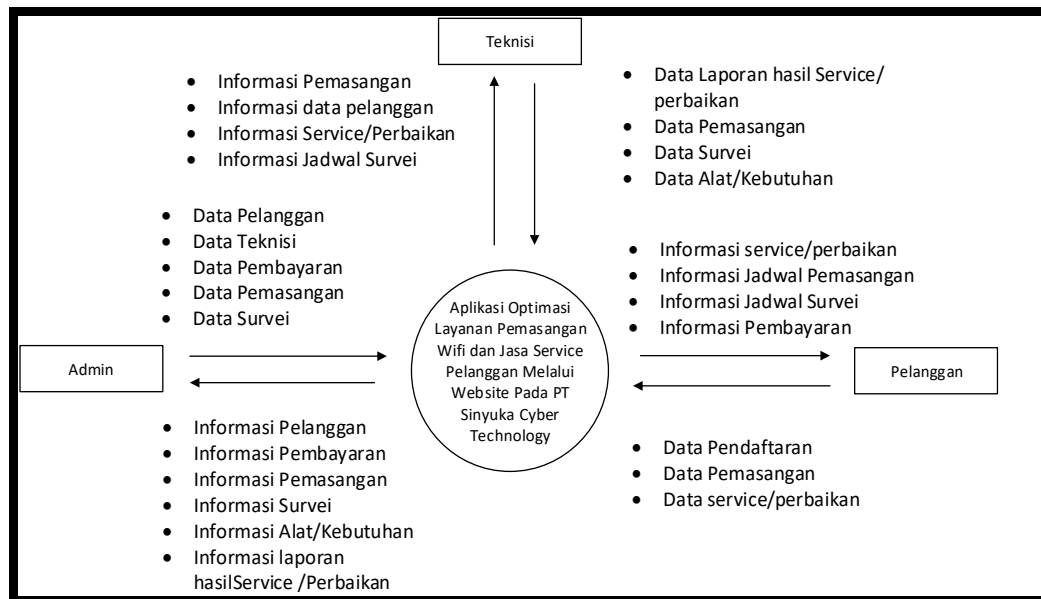 Teknisi
• Informasi Pemasangan
• Informasi data pelanggan
• Informasi Service/Perbaikan
• Informasi Jadwal Survei
• Data Laporan hasil Service/
perbaikan
• Data Pemasangan
• Data Survei
• Data Alat/Kebutuhan
• Data Pelanggan
• Data Teknisi
• Data Pembayaran
• Data Pemasangan
• Data Survei
• Informasi service/perbaikan
• Informasi Jadwal Pemasangan
• Informasi Jadwal Survei
• Informasi Pembayaran
Admin
Aplikasi Optimasi
Layanan Pemasangan
Wifi dan Jasa Service
Pelanggan Melalui
Website Pada PT
Sinyuka Cyber
Technology
Pelanggan
• Informasi Pelanggan
• Informasi Pembayaran
• Informasi Pemasangan
• Informasi Survei
• Informasi Alat/Kebutuhan
• Informasi laporan
hasilService /Perbaikan
• Data Pendaftaran
• Data Pemasangan
• Data service/perbaikan